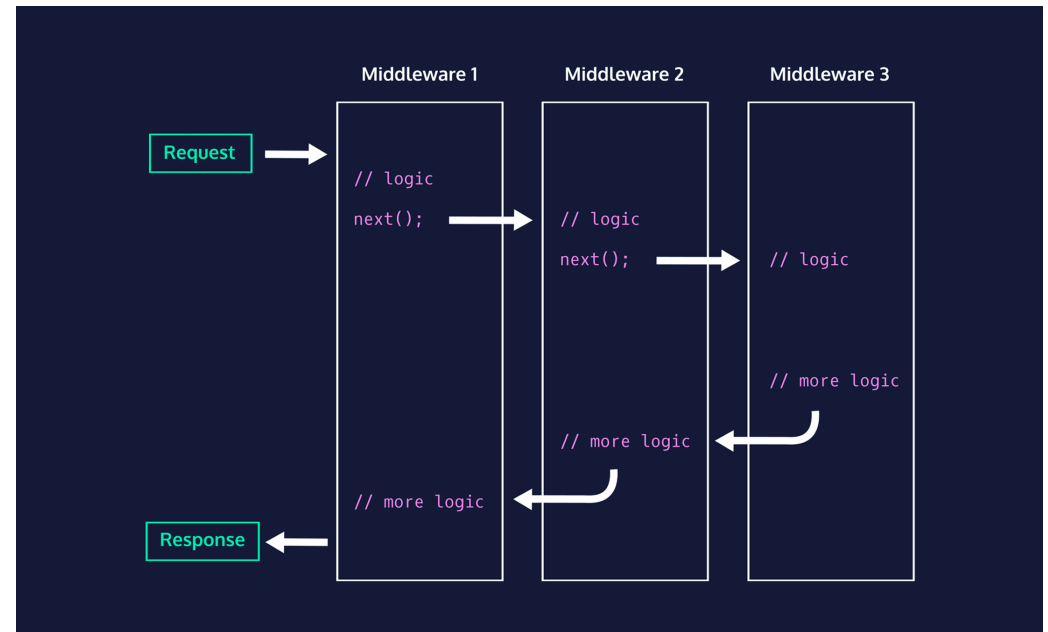 Middleware 1
Middleware 2
Middleware 3
Request
// logic
next();
// logic
next();
// logic
// more logic
// more logic
// more logic
Response